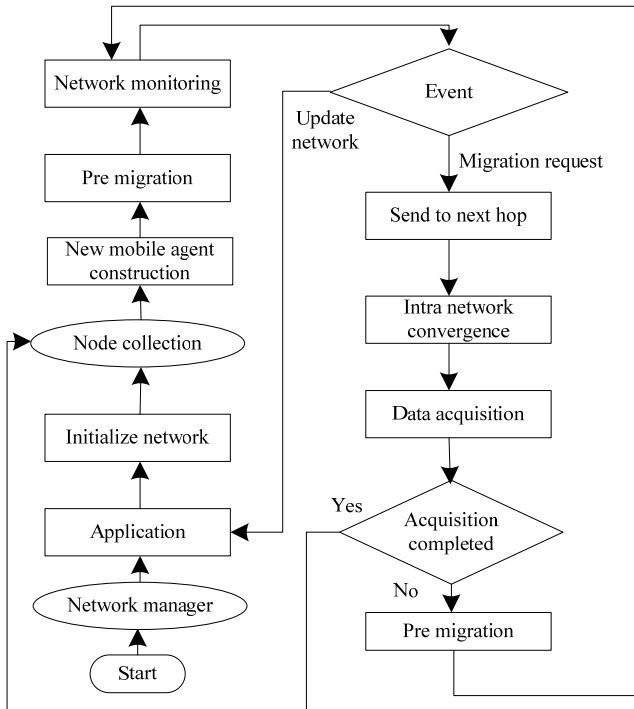 Network monitoring
Event
Update
network
Migration request
Pre migration
Send to next hop
New mobile agent
construction
Intra network
convergence
Node collection
Data acquisition
Initialize network
Yes
Acquisition
completed
Application
No
Network manager
Pre migration
Start